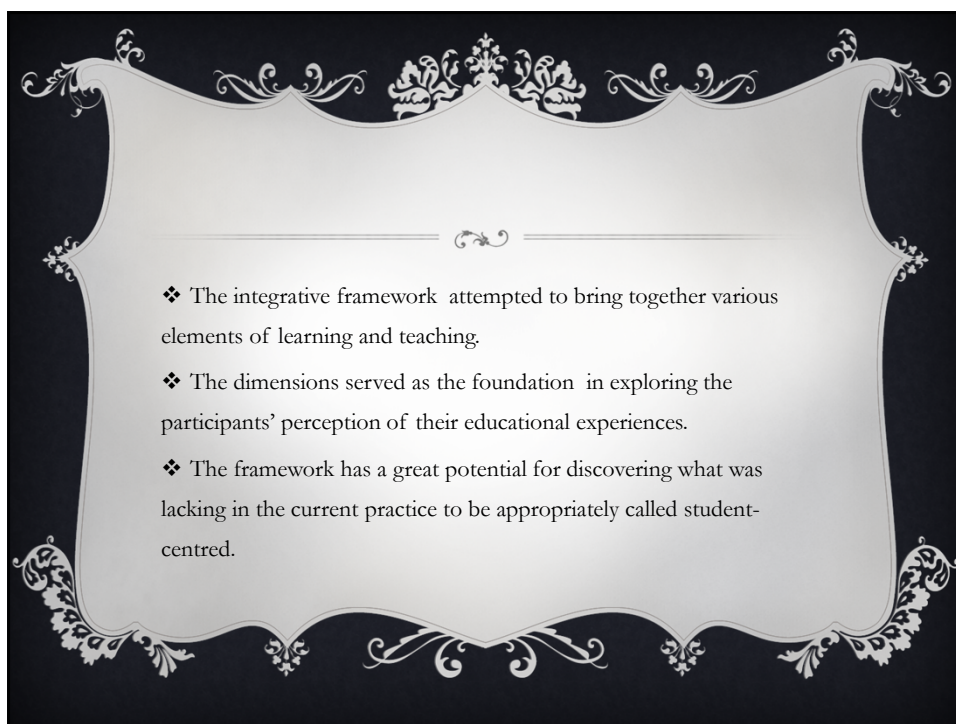 ❖ The integrative framework attempted to bring together various
elements of learning and teaching.
❖ The dimensions served as the foundation in exploring the
participants’ perception of their educational experiences.
❖ The framework has a great potential for discovering what was
lacking in the current practice to be appropriately called student-
centred.